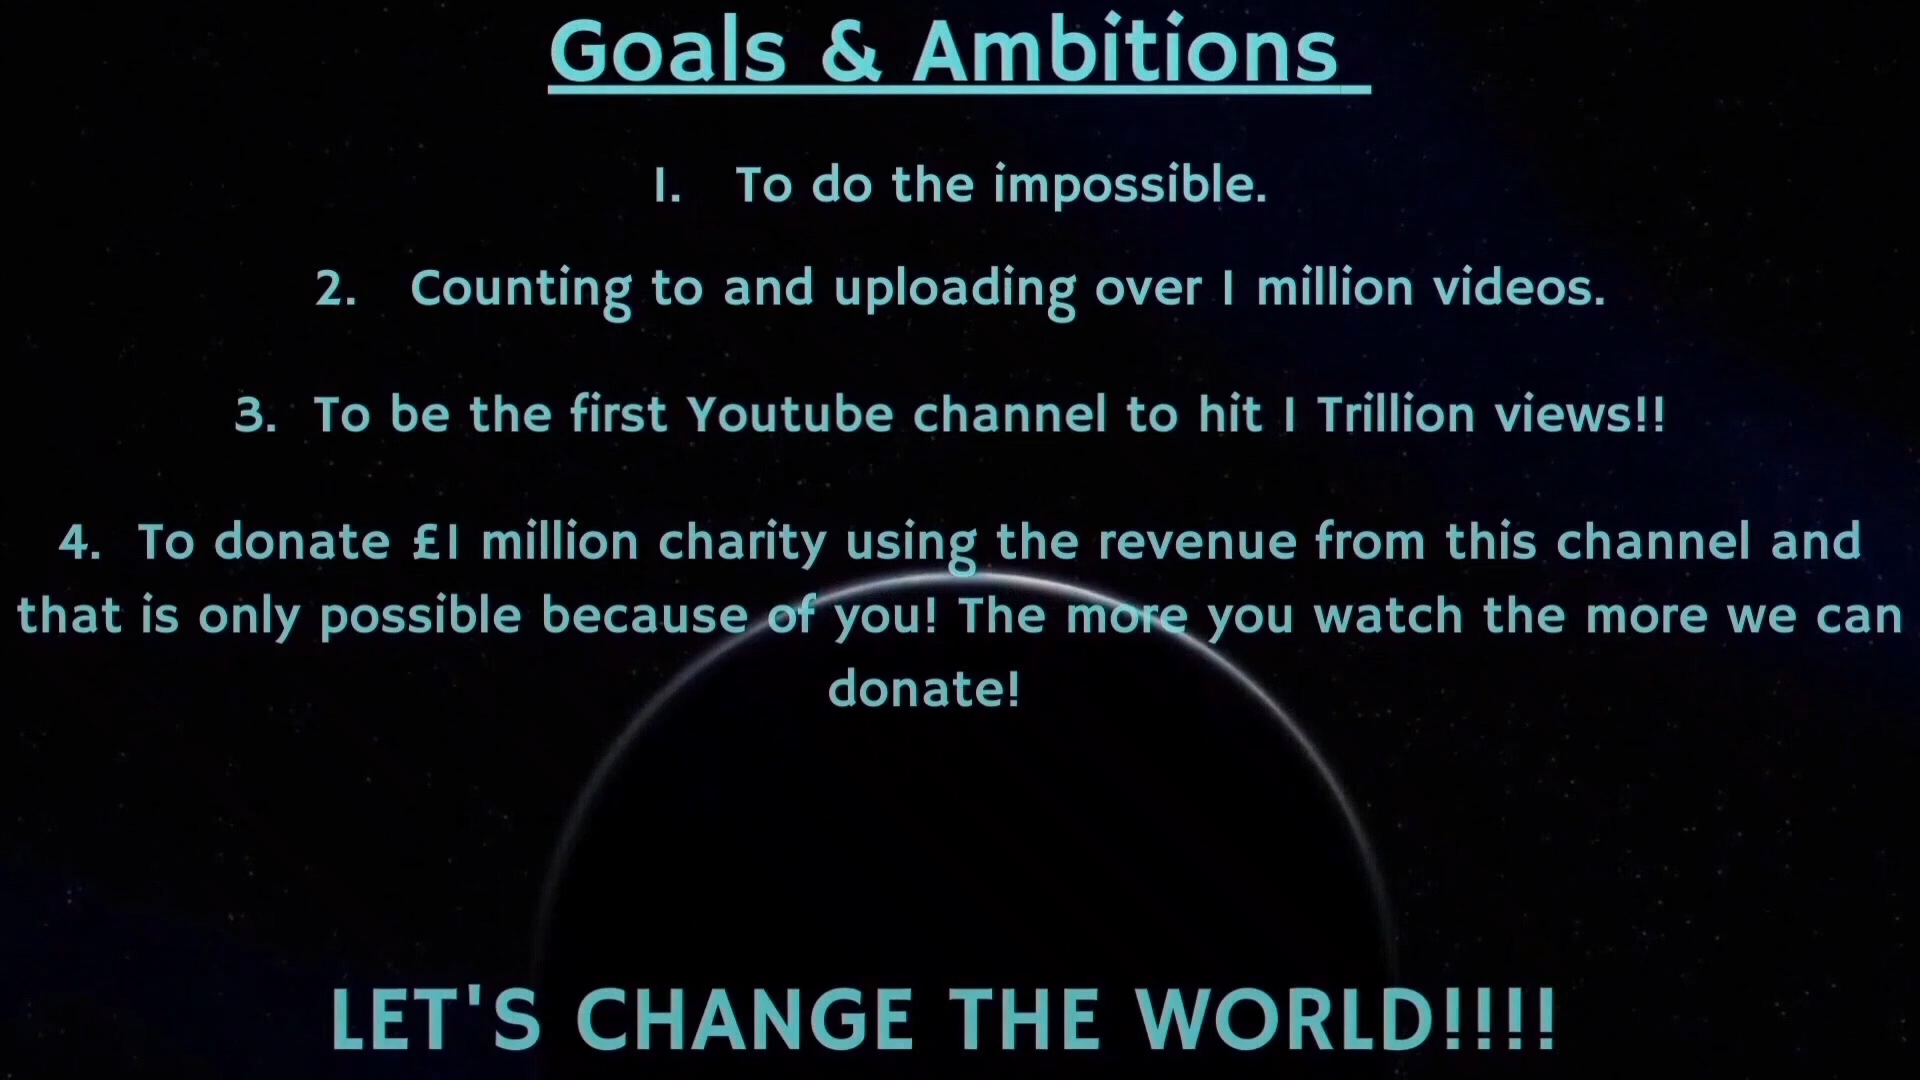 Goals & Ambitions
1. To do the impossible.
2. Counting to and uploading over 1 million videos.
3. To be the first Youtube channel to hit 1 Trillion views!!
4. To donate £1 million charity using the revenue from this channel and
that is only possible because of you! The more you watch the more we can
donate!
LET'S CHANGE THE WORLD!!!!